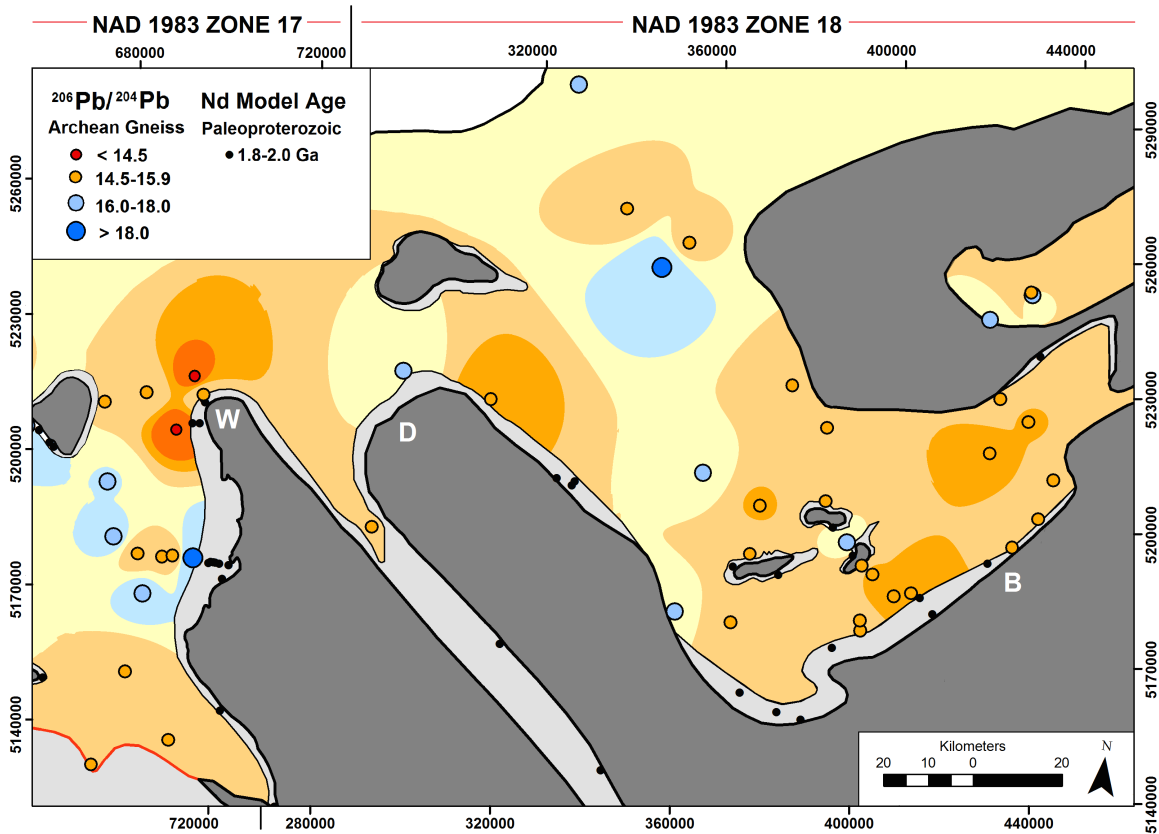 NAD 1983 ZONE 17
NAD 1983 ZONE 18
680000
720000
320000
360000
400000
440000
²⁰⁶Pb/²⁰⁴Pb
Nd Model Age
Archean Gneiss
Paleoproterozoic
< 14.5
1.8-2.0 Ga
14.5-15.9
16.0-18.0
> 18.0
5260000
5230000
5200000
5170000
5140000
5290000
5260000
5230000
5200000
5170000
5140000
W
D
B
Kilometers
N
20
10
0
20
720000
280000
320000
360000
400000
440000